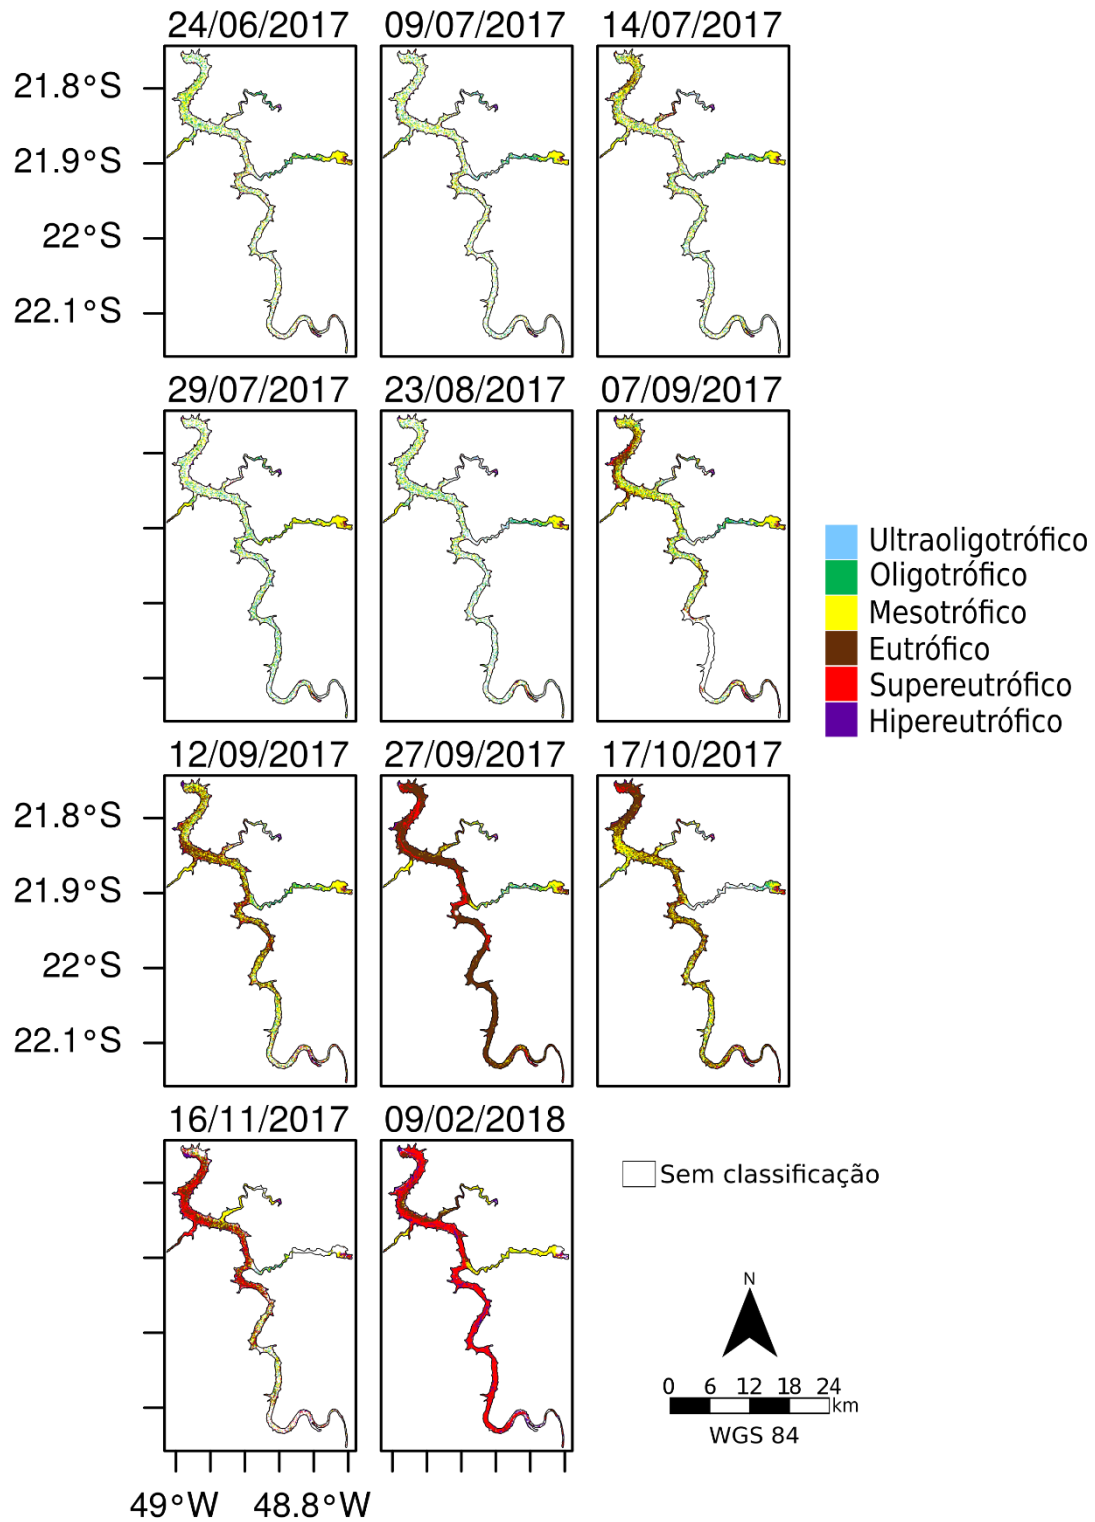 24/06/2017 09/07/2017 14/07/2017
21.8°S
21.9°S
22°S
22.1°S
29/07/2017 23/08/2017 07/09/2017
Ultraoligotrófico
Oligotrófico
Mesotrófico
Eutrófico
Supereutrófico
Hipereutrófico
12/09/2017 27/09/2017 17/10/2017
21.8°S
21.9°S
22°S
22.1°S
16/11/2017 09/02/2018
Sem classificação
N
0 6 12 18 24
km
WGS 84
49°W 48.8°W